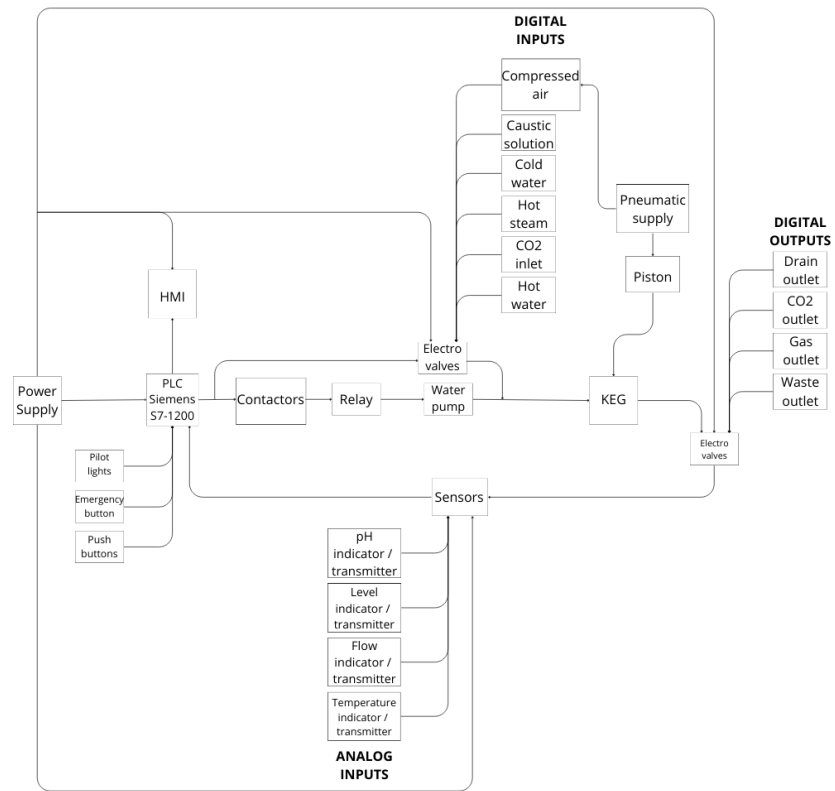 DIGITAL
INPUTS
Compressed
air
Caustic
solution
Cold
water
Hot
steam
CO2
inlet
Hot
water
Pneumatic
supply
Piston
DIGITAL
OUTPUTS
Drain
outlet
CO2
outlet
Gas
outlet
Waste
outlet
HMI
Electro
valves
Power
Supply
PLC
Siemens
S7-1200
Contactors
Relay
Water
pump
KEG
Electro
valves
Pilot
lights
Emergency
button
Push
buttons
Sensors
pH
indicator /
transmitter
Level
indicator /
transmitter
Flow
indicator /
transmitter
Temperature
indicator /
transmitter
ANALOG
INPUTS